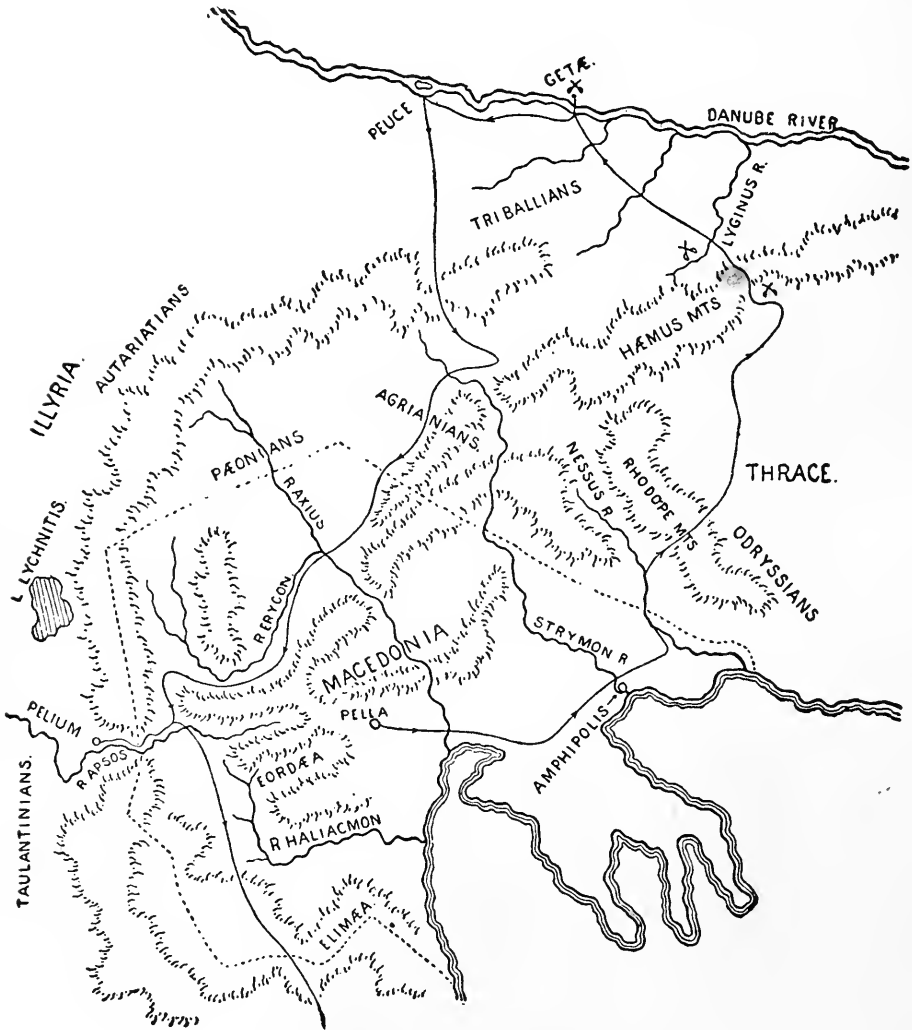 GETÆ.
PEUCE
DANUBE RIVER
TRIBALLIANS
LYGINUS R.
HÆMUS MTS
AUTARIATIANS
ILLYRIA.
AGRIANIANS
PÆONIANS
R AXIUS
NESSUS R.
RHODOPE MTS
THRACE.
ODRYSSIANS
L LYCHNITIS.
R ERYGON
MACEDONIA
STRYMON R
PELLA
PELIUM
R APSOS
AMPHIPOLIS
EORDÆA
R HALIACMON
TAULANTINIANS.
ELIMÆA